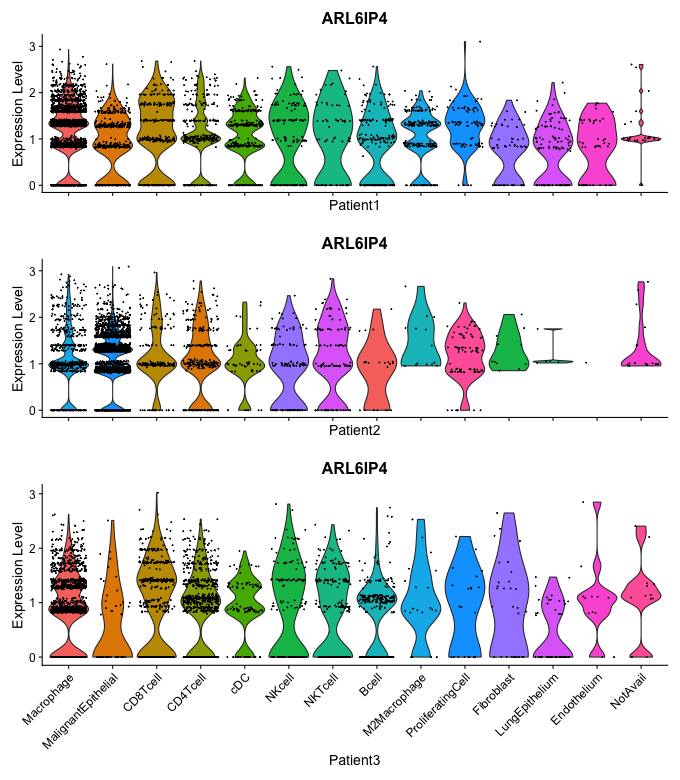 ARL6IP4
Expression Level
3
2
1
0
Patient1
ARL6IP4
Expression Level
3
2
1
0
Patient2
ARL6IP4
Expression Level
3
2
1
0
Macrophage
MalignantEpithelial
CD8Tcell
CD4Tcell
cDC
NKcell
NKTcell
Bcell
M2Macrophage
ProliferatingCell
Fibroblast
LungEpithelium
Endothelium
NotAvail
Patient3